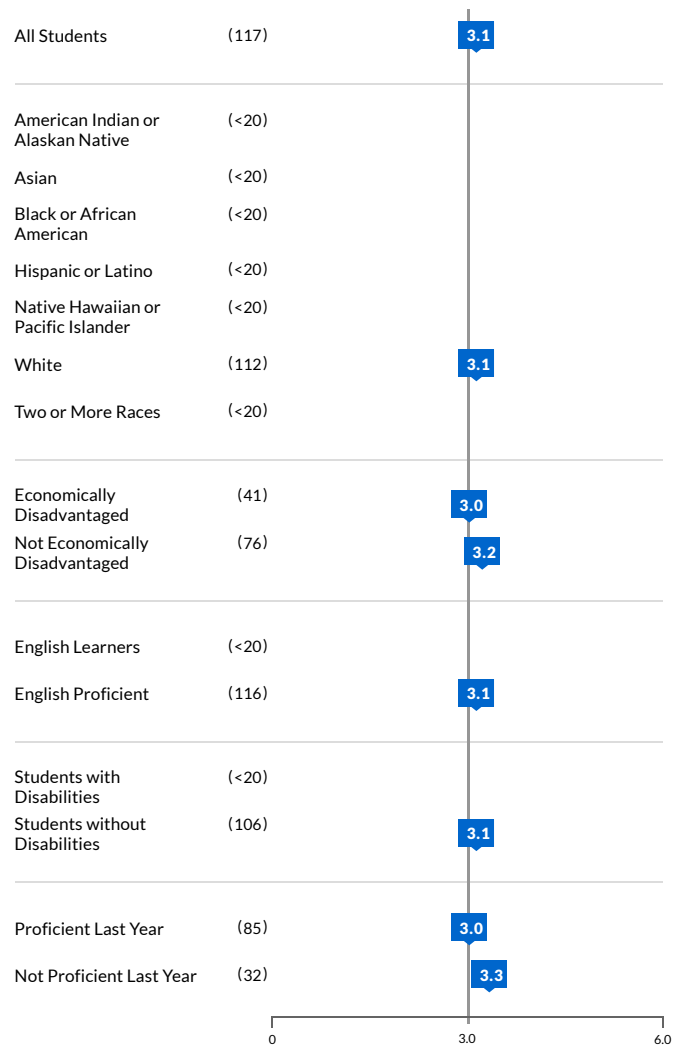 All Students (117) 3.1
American Indian or (<20)
Alaskan Native
Asian (<20)
Black or African (<20)
American
Hispanic or Latino (<20)
Native Hawaiian or (<20)
Pacific Islander
White (112) 3.1
Two or More Races (<20)
Economically (41) 3.0
Disadvantaged
Not Economically (76) 3.2
Disadvantaged
English Learners (<20)
English Proficient (116) 3.1
Students with (<20)
Disabilities
Students without (106) 3.1
Disabilities
Proficient Last Year (85) 3.0
Not Proficient Last Year (32) 3.3
0 3.0 6.0